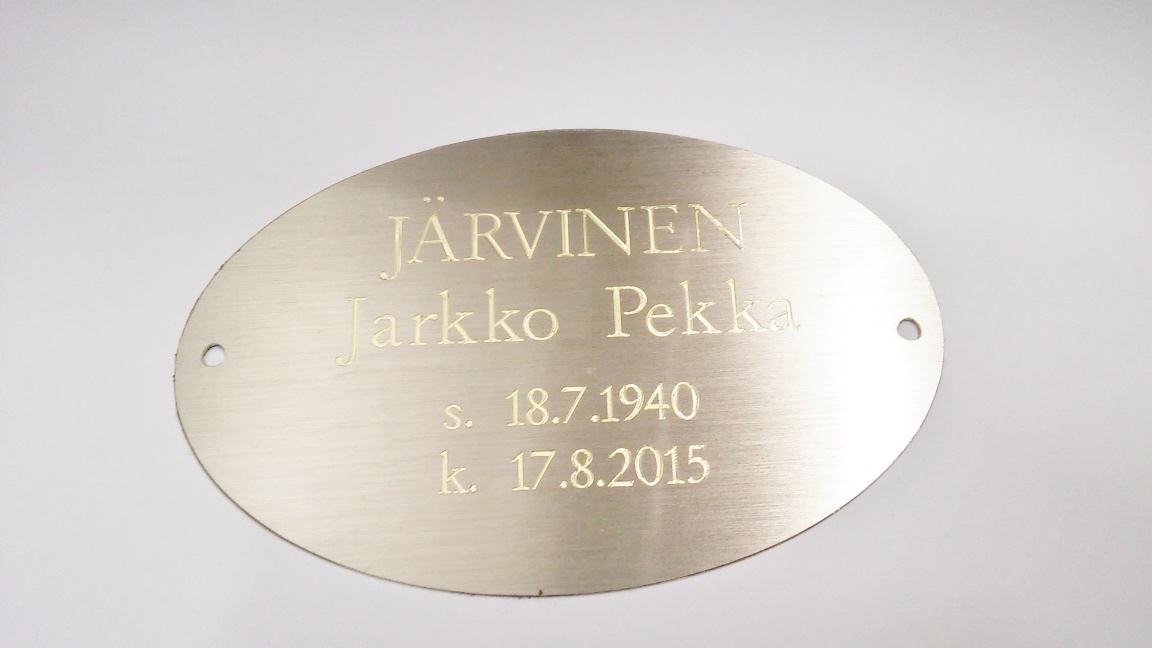 JÄRVINEN
Jarkko Pekka
s. 18.7.1940
k. 17.8.2015